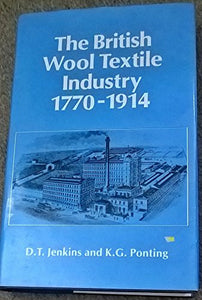 The British
Wool Textile
Industry
1770-1914
D.T. Jenkins and K.G. Ponting